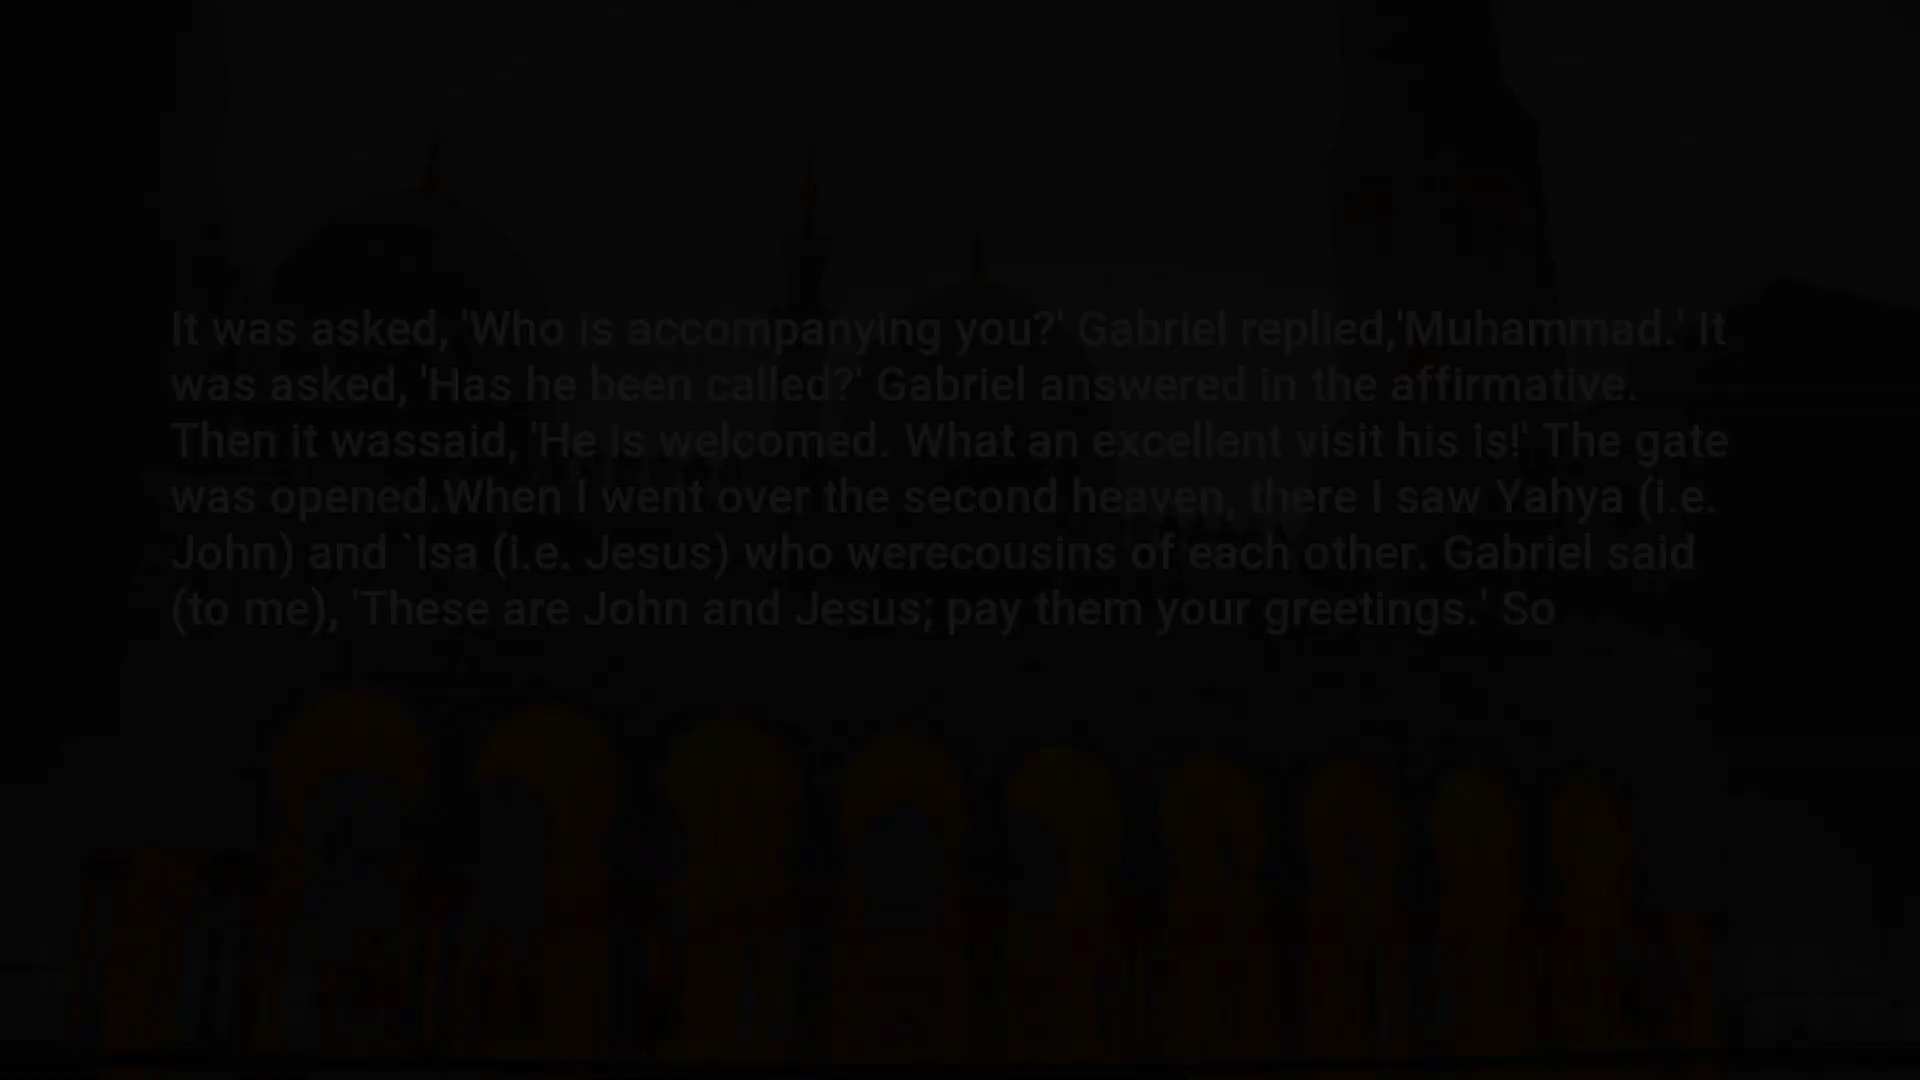 It was asked, 'Who is accompanying you?' Gabriel replied,'Muhammad.' It
was asked, 'Has he been called?' Gabriel answered in the affirmative.
Then it wassaid, 'He is welcomed. What an excellent visit his is!' The gate
was opened.When I went over the second heaven, there I saw Yahya (i.e.
John) and `Isa (i.e. Jesus) who werecousins of each other. Gabriel said
(to me), 'These are John and Jesus; pay them your greetings.' So